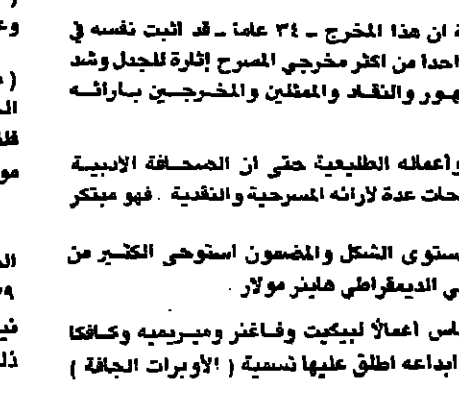 ة ان هذا المخرج - ٣٤ عاما - قد اثبت نفسه في
احدا من اكثر مخرجي المسرح إثارة للجدل وشد
هور والنقاد والممثلين والمخرجين بارائه
وأعماله الطليعية حتى ان الصحافة الادبية
حات عدة لارائه المسرحية والنقدية . فهو مبتكر
ستوى الشكل والمضمون استوحى الكثير من
ي الديمقراطي هاينر مولار .
اس اعمالاً لبيكيت وفاغنر وميريميه وكافكا
ابداعه اطلق عليها تسمية ( الأوبرات الجافة )